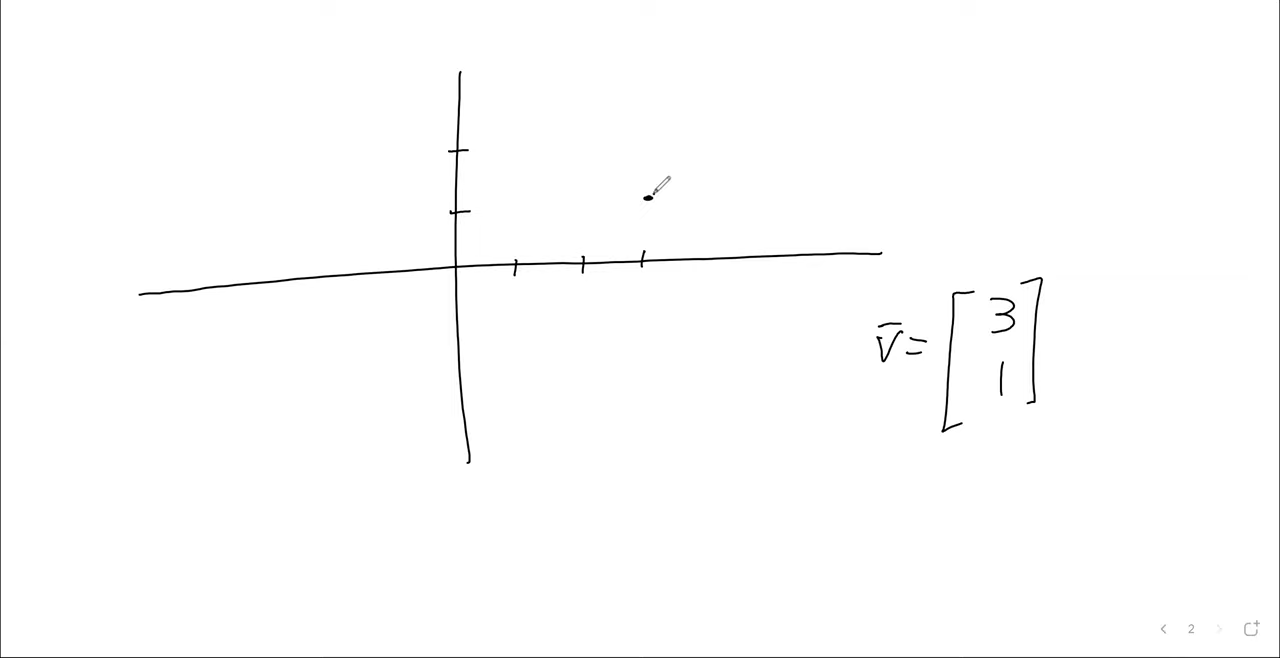 v̄ = [3
1]
2